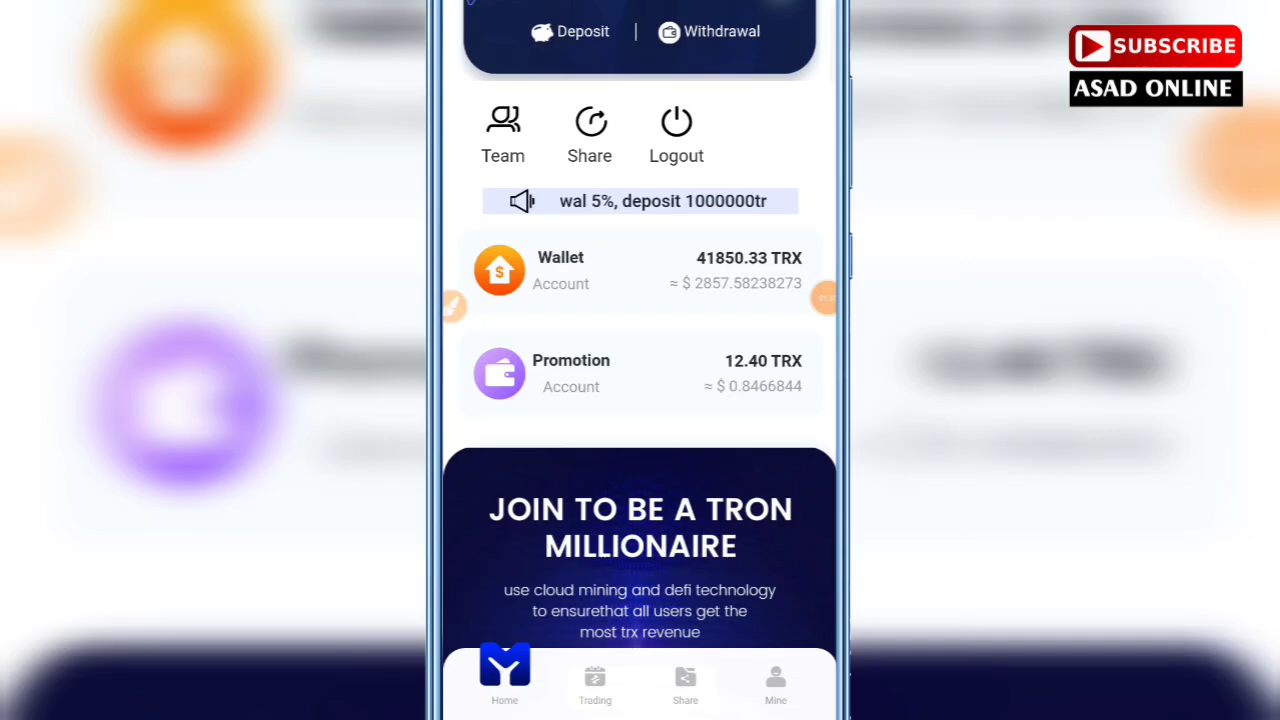 Deposit | Withdrawal
SUBSCRIBE
ASAD ONLINE
Team Share Logout
wal 5%, deposit 1000000tr
Wallet 41850.33 TRX
Account ≈ $ 2857.58238273
Promotion 12.40 TRX
Account ≈ $ 0.8466844
JOIN TO BE A TRON
MILLIONAIRE
use cloud mining and defi technology
to ensurethat all users get the
most trx revenue
Home Trading Share Mine